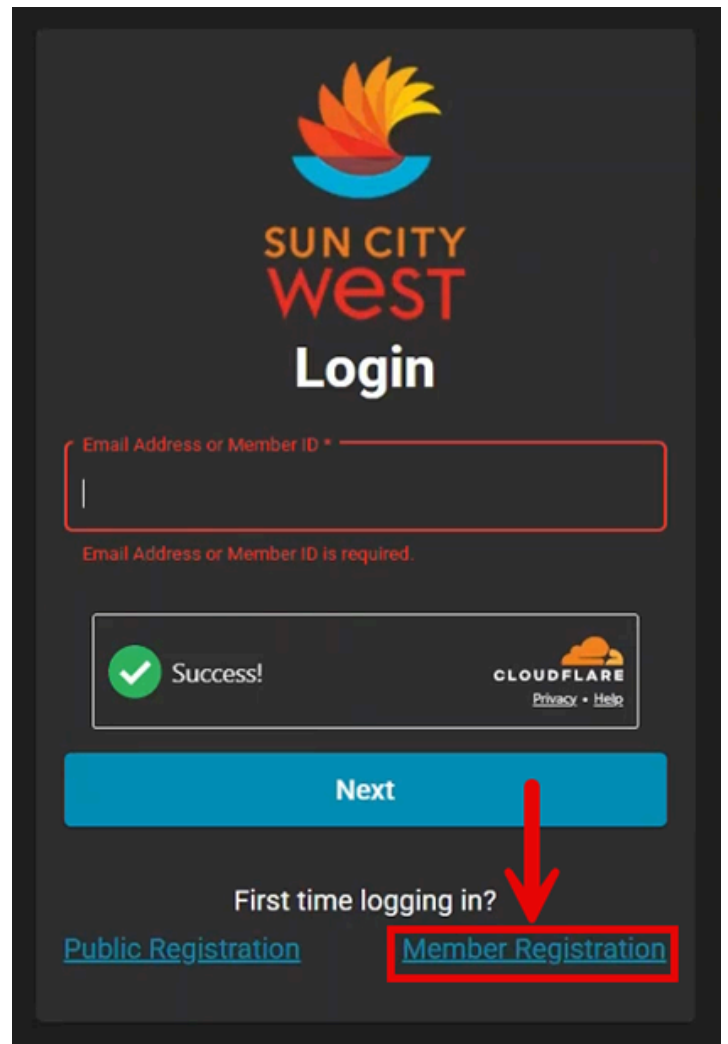 SUN CITY
west
Login
Email Address or Member ID *
Email Address or Member ID is required.
Success!
CLOUDFLARE
Privacy • Help
Next
First time logging in?
Public Registration Member Registration